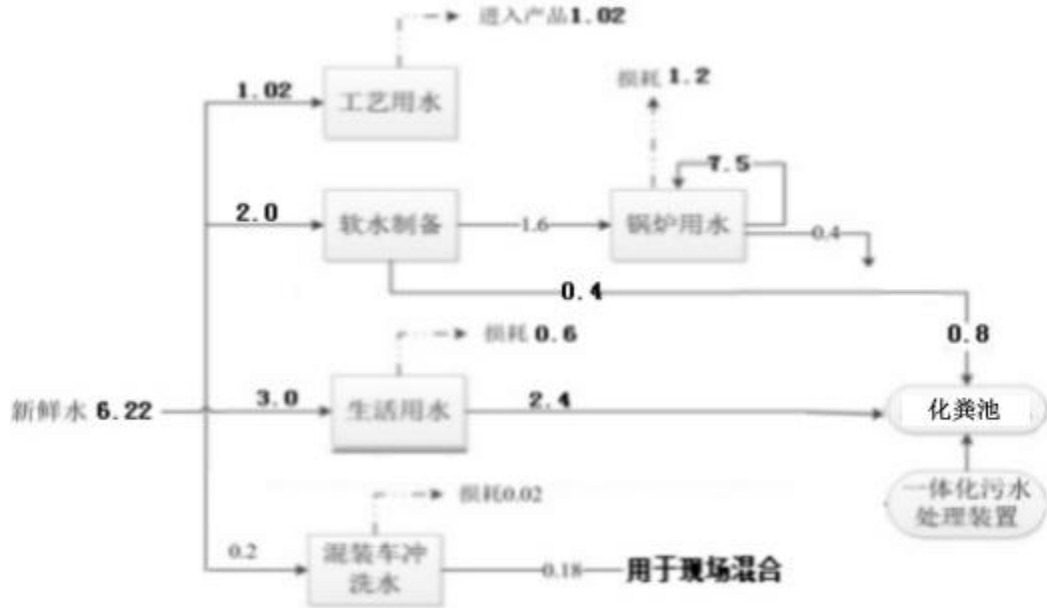 进入产品1.02
1.02
工艺用水
损耗 1.2
7.5
2.0
软水制备
1.6
锅炉用水
0.4
0.4
0.8
损耗 0.6
新鲜水 6.22
3.0
生活用水
2.4
化粪池
损耗0.02
一体化污水
处理装置
0.2
混装车冲
洗水
0.18
用于现场混合